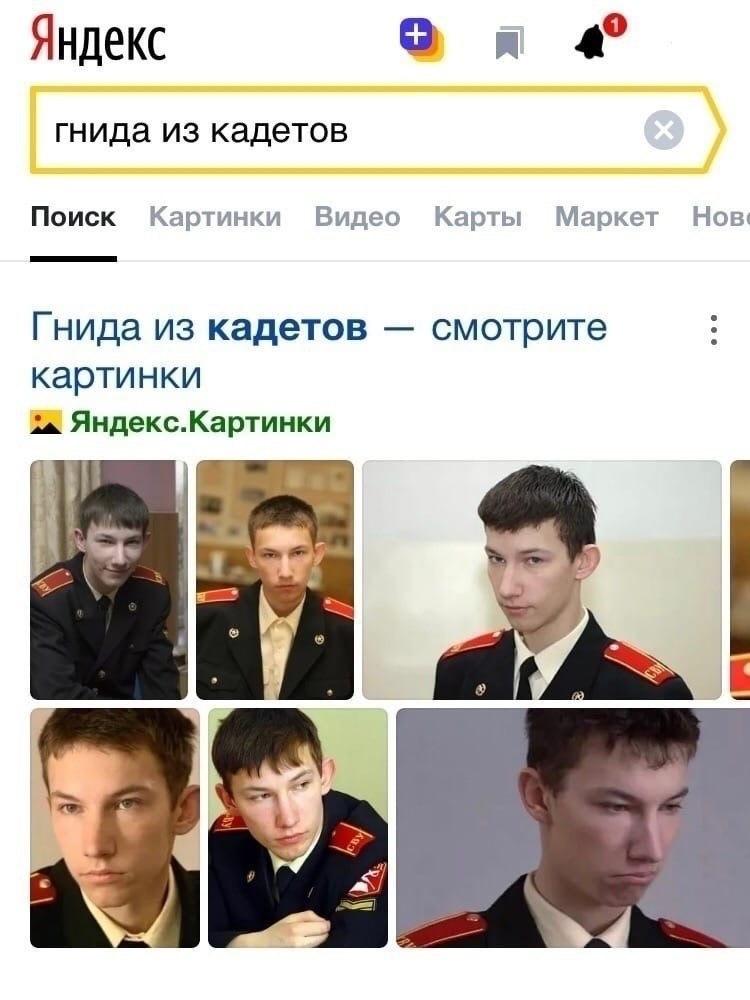 Яндекс
1
гнида из кадетов
Поиск Картинки Видео Карты Маркет Нов
Гнида из кадетов — смотрите
картинки
Яндекс.Картинки
СВУ
СВУ
СВУ